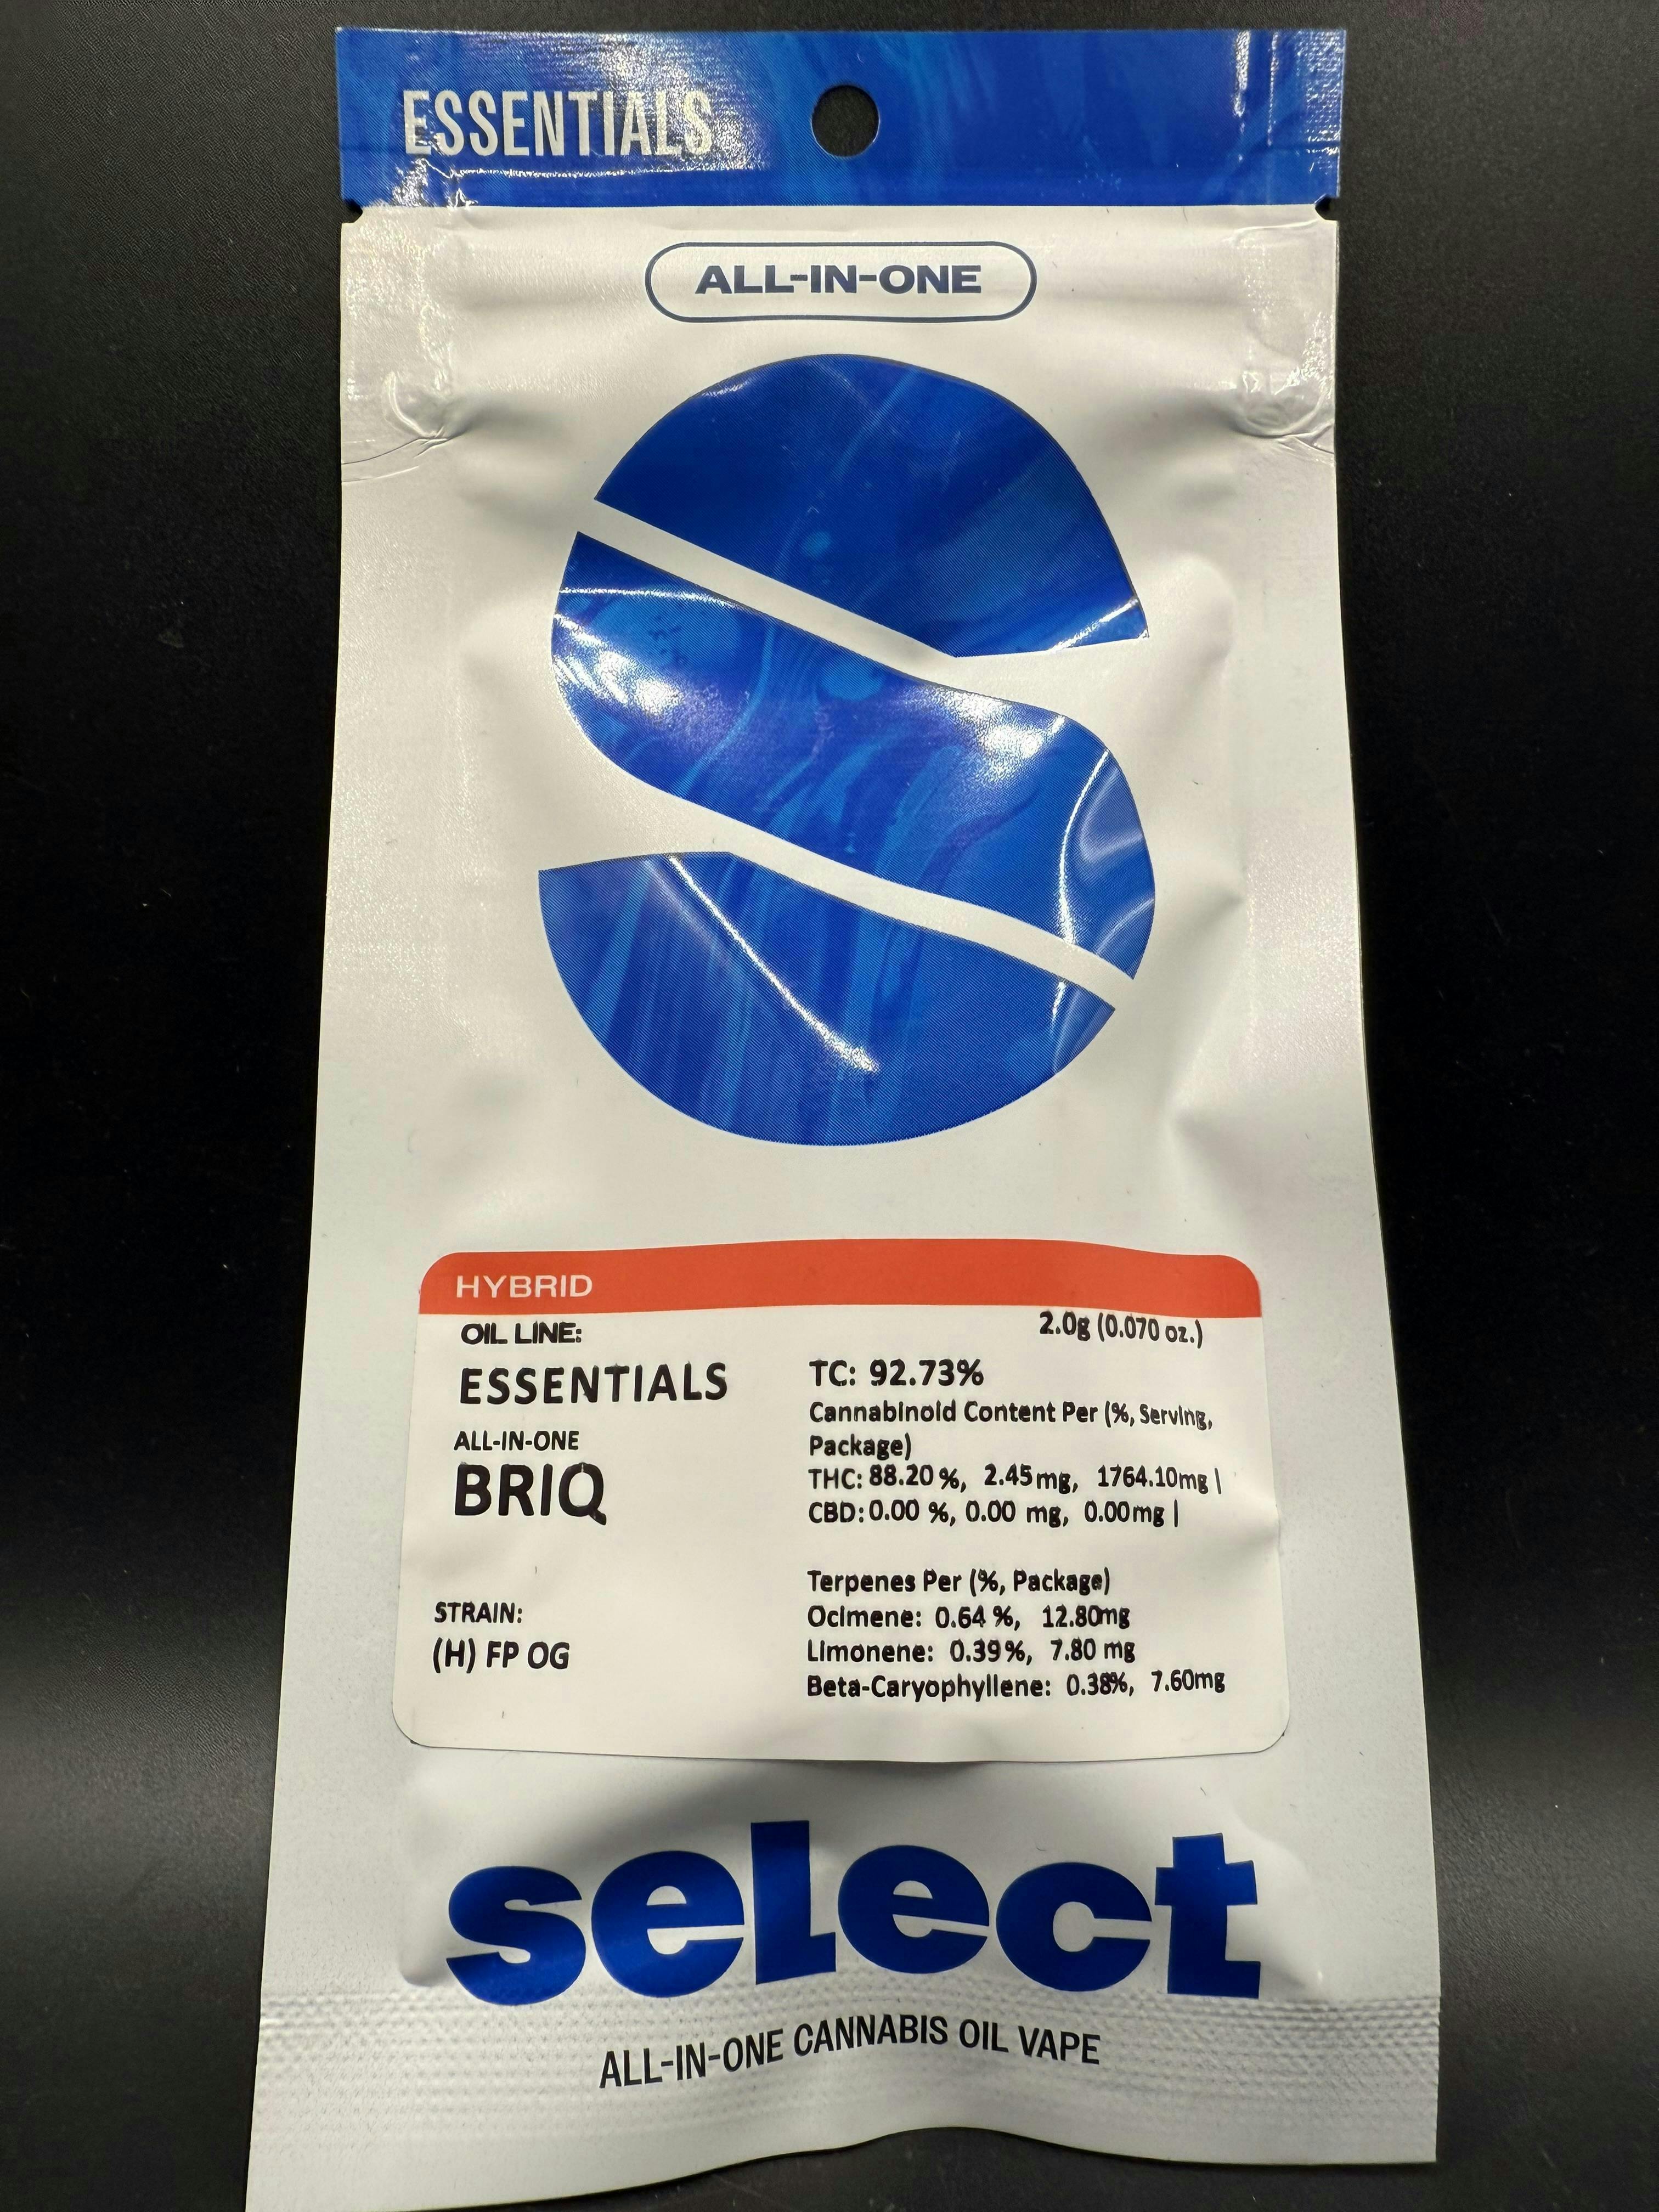 ESSENTIALS
ALL-IN-ONE
HYBRID
OIL LINE:
ESSENTIALS
ALL-IN-ONE
BRIQ
STRAIN:
(H) FP OG
2.0g (0.070 oz.)
TC: 92.73%
Cannabinoid Content Per (%, Serving,
Package)
THC: 88.20 %, 2.45 mg, 1764.10mg |
CBD: 0.00 %, 0.00 mg, 0.00mg |
Terpenes Per (%, Package)
Ocimene: 0.64 %, 12.80mg
Limonene: 0.39%, 7.80 mg
Beta-Caryophyllene: 0.38%, 7.60mg
select
ALL-IN-ONE CANNABIS OIL VAPE